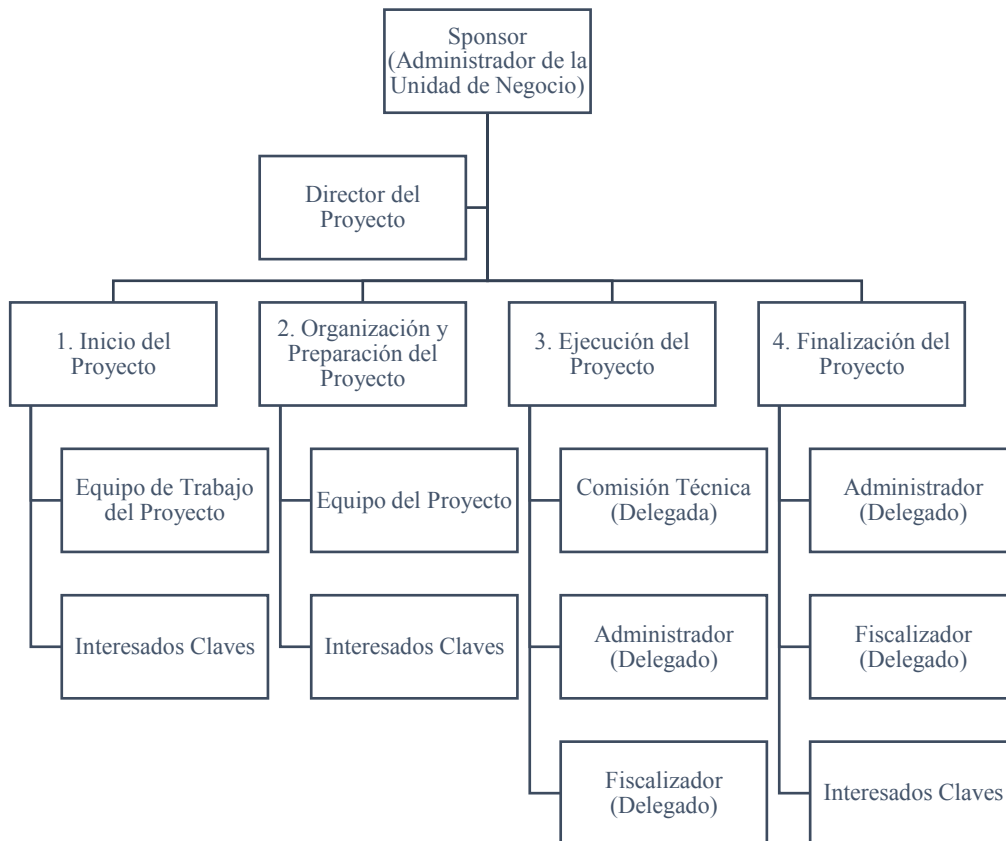 Sponsor
(Administrador de la
Unidad de Negocio)
Director del
Proyecto
1. Inicio del
Proyecto
2. Organización y
Preparación del
Proyecto
3. Ejecución del
Proyecto
4. Finalización del
Proyecto
Equipo de Trabajo
del Proyecto
Interesados Claves
Equipo del Proyecto
Interesados Claves
Comisión Técnica
(Delegada)
Administrador
(Delegado)
Fiscalizador
(Delegado)
Administrador
(Delegado)
Fiscalizador
(Delegado)
Interesados Claves